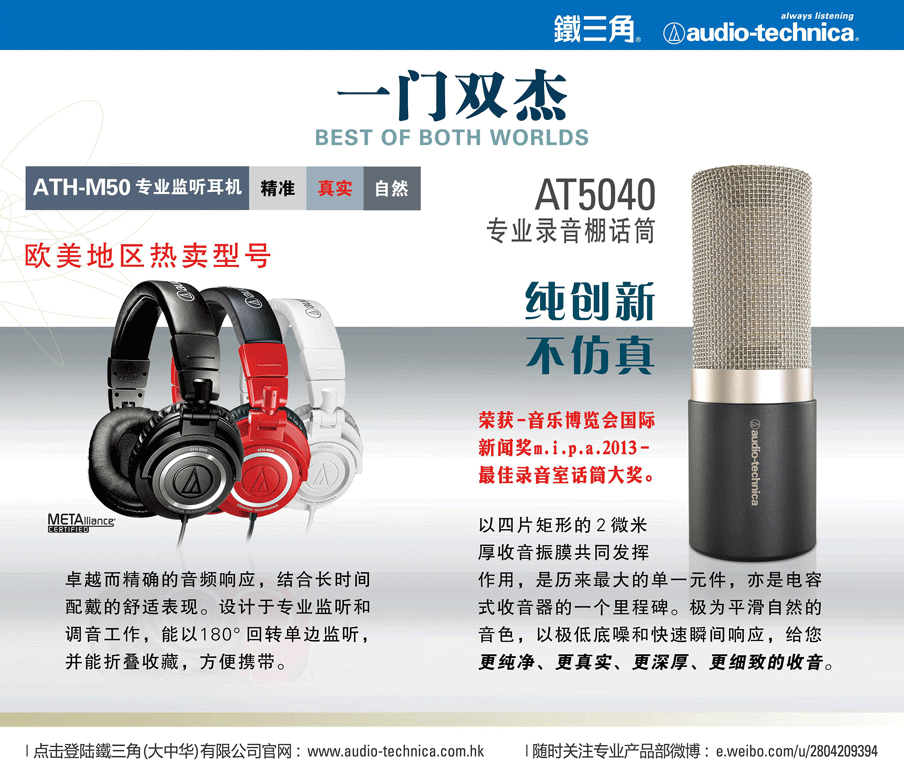 鐵三角®
always listening
audio-technica®
一门双杰
BEST OF BOTH WORLDS
ATH-M50 专业监听耳机 精准 真实 自然
欧美地区热卖型号
METAlliance®
CERTIFIED
卓越而精确的音频响应，结合长时间
配戴的舒适表现。设计于专业监听和
调音工作，能以180°回转单边监听，
并能折叠收藏，方便携带。
AT5040
专业录音棚话筒
纯创新
不仿真
荣获-音乐博览会国际
新闻奖m.i.p.a.2013-
最佳录音室话筒大奖。
audio-technica
以四片矩形的2微米
厚收音振膜共同发挥
作用，是历来最大的单一元件，亦是电容
式收音器的一个里程碑。极为平滑自然的
音色，以极低底噪和快速瞬间响应，给您
更纯净、更真实、更深厚、更细致的收音。
| 点击登陆鐵三角(大中华)有限公司官网：www.audio-technica.com.hk
| 随时关注专业产品部微博：e.weibo.com/u/2804209394